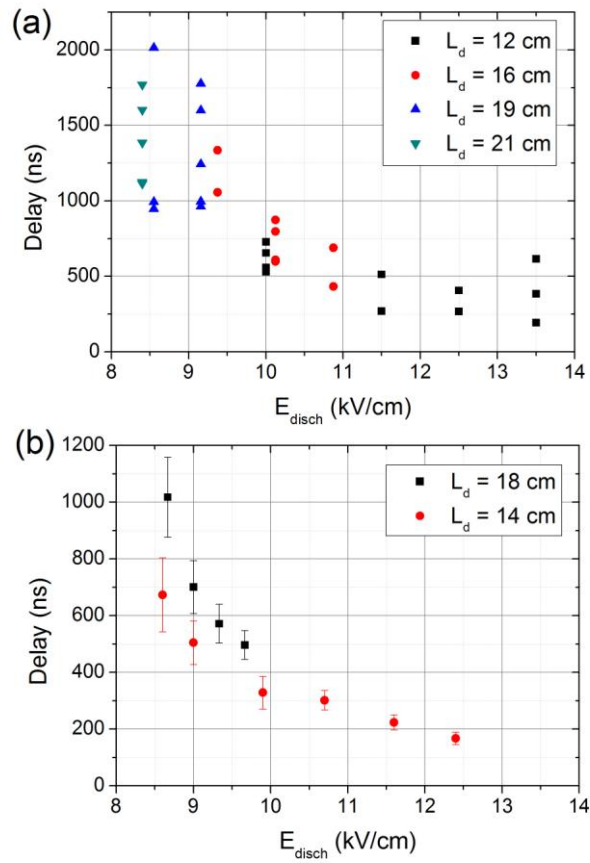 (a)
2000
1500
1000
500
0
Delay (ns)
L_d = 12 cm
L_d = 16 cm
L_d = 19 cm
L_d = 21 cm
8 9 10 11 12 13 14
E_disch (kV/cm)
(b)
1200
1000
800
600
400
200
0
Delay (ns)
L_d = 18 cm
L_d = 14 cm
8 9 10 11 12 13 14
E_disch (kV/cm)